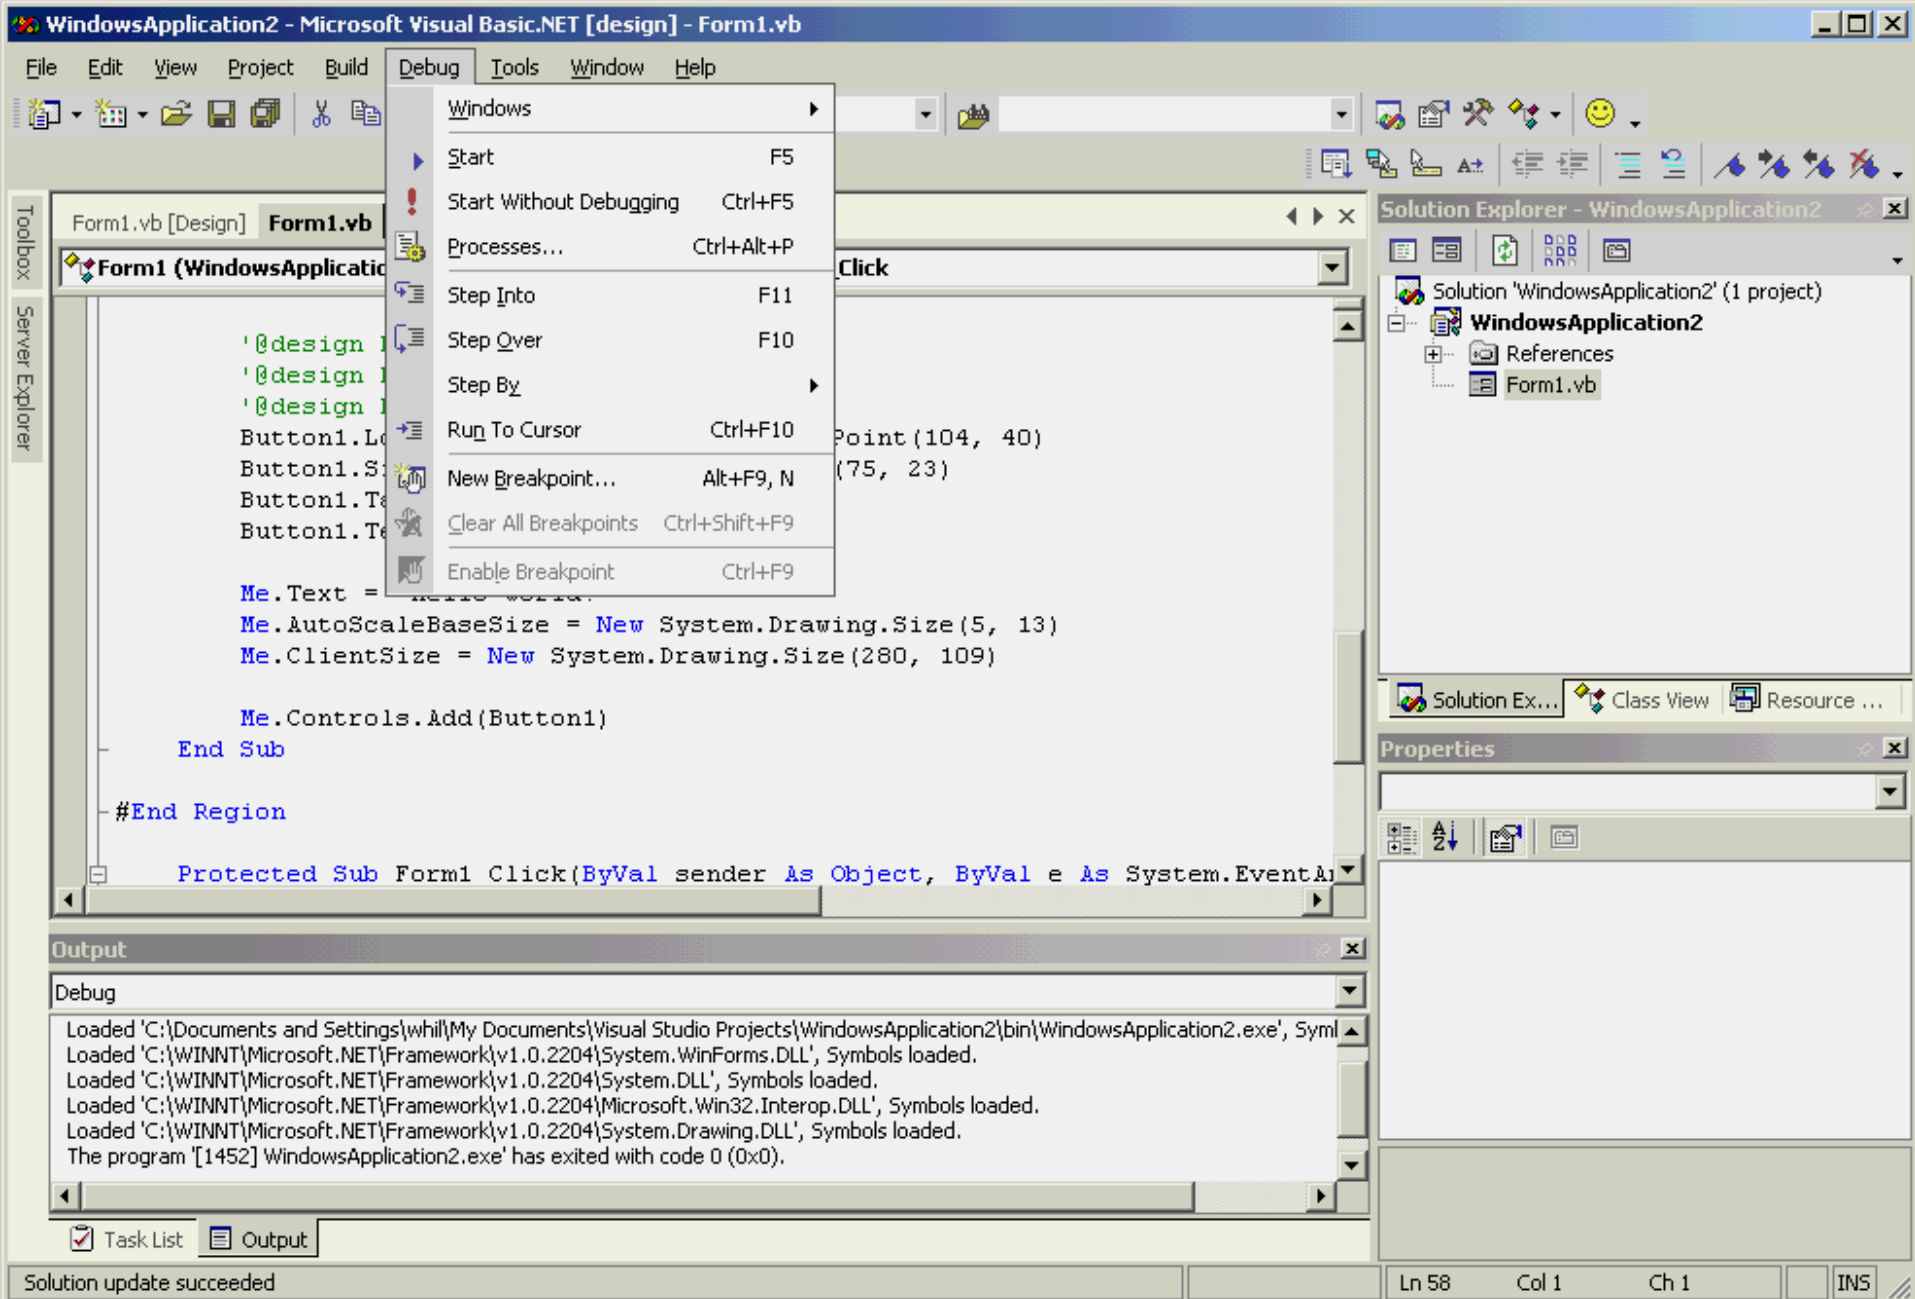 WindowsApplication2 - Microsoft Visual Basic.NET [design] - Form1.vb
File Edit View Project Build Debug Tools Window Help
Windows
Start F5
Start Without Debugging Ctrl+F5
Processes... Ctrl+Alt+P
Step Into F11
Step Over F10
Step By
Run To Cursor Ctrl+F10
New Breakpoint... Alt+F9, N
Clear All Breakpoints Ctrl+Shift+F9
Enable Breakpoint Ctrl+F9
Toolbox
Server Explorer
Form1.vb [Design] Form1.vb
Form1 (WindowsApplicatic _Click
'@design
'@design
'@design
Button1.Lo Point(104, 40)
Button1.Si (75, 23)
Button1.Ta
Button1.Te
Me.Text =
Me.AutoScaleBaseSize = New System.Drawing.Size(5, 13)
Me.ClientSize = New System.Drawing.Size(280, 109)
Me.Controls.Add(Button1)
End Sub
#End Region
Protected Sub Form1_Click(ByVal sender As Object, ByVal e As System.EventAr
Output
Debug
Loaded 'C:\Documents and Settings\whil\My Documents\Visual Studio Projects\WindowsApplication2\bin\WindowsApplication2.exe', Symb
Loaded 'C:\WINNT\Microsoft.NET\Framework\v1.0.2204\System.WinForms.DLL', Symbols loaded.
Loaded 'C:\WINNT\Microsoft.NET\Framework\v1.0.2204\System.DLL', Symbols loaded.
Loaded 'C:\WINNT\Microsoft.NET\Framework\v1.0.2204\Microsoft.Win32.Interop.DLL', Symbols loaded.
Loaded 'C:\WINNT\Microsoft.NET\Framework\v1.0.2204\System.Drawing.DLL', Symbols loaded.
The program '[1452] WindowsApplication2.exe' has exited with code 0 (0x0).
Task List Output
Solution Explorer - WindowsApplication2
Solution 'WindowsApplication2' (1 project)
WindowsApplication2
References
Form1.vb
Solution Ex... Class View Resource ...
Properties
Solution update succeeded Ln 58 Col 1 Ch 1 INS